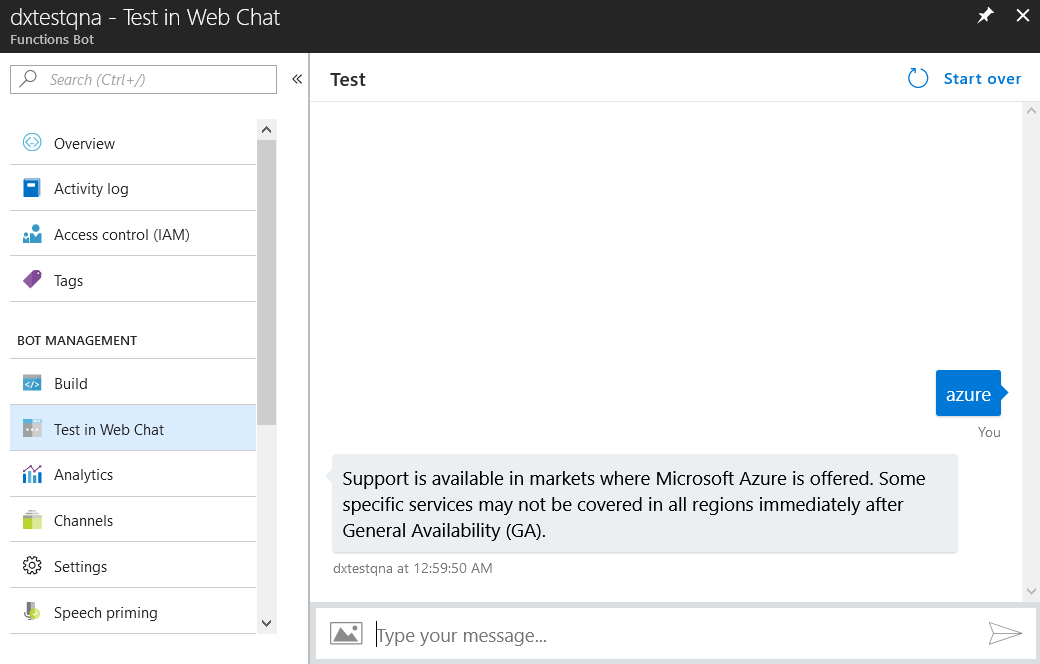 dxtestqna - Test in Web Chat
Functions Bot
Search (Ctrl+/)
Overview
Activity log
Access control (IAM)
Tags
BOT MANAGEMENT
Build
Test in Web Chat
Analytics
Channels
Settings
Speech priming
Test
Start over
azure
You
Support is available in markets where Microsoft Azure is offered. Some
specific services may not be covered in all regions immediately after
General Availability (GA).
dxtestqna at 12:59:50 AM
Type your message...